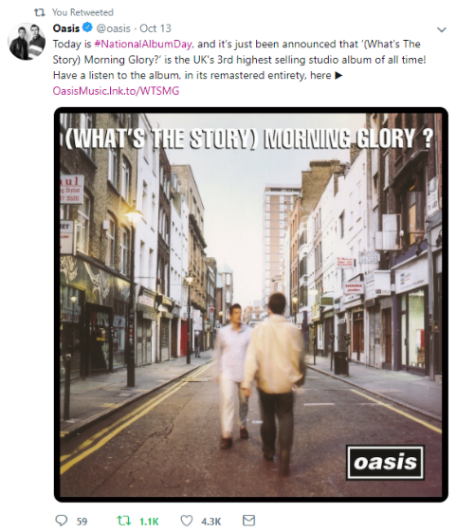 You Retweeted
Oasis @oasis · Oct 13
Today is #NationalAlbumDay, and it's just been announced that '(What's The
Story) Morning Glory?' is the UK's 3rd highest selling studio album of all time!
Have a listen to the album, in its remastered entirety, here ▶
OasisMusic.lnk.to/WTSMG
(WHAT'S THE STORY) MORNING GLORY ?
oasis
59 1.1K 4.3K